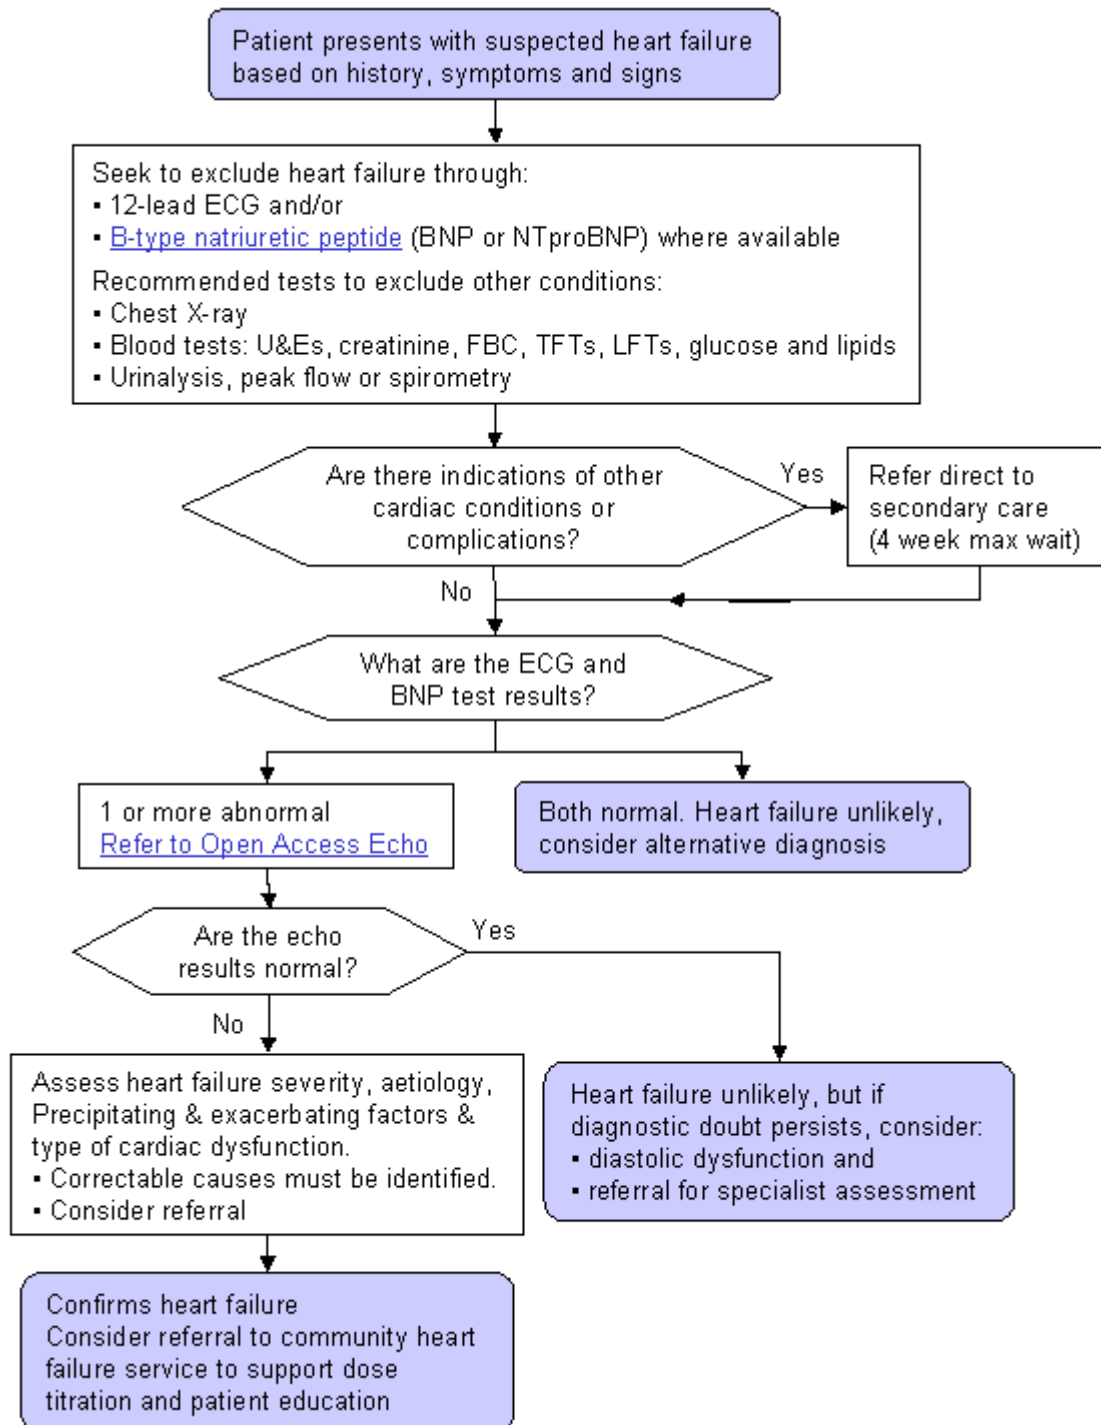 Patient presents with suspected heart failure
based on history, symptoms and signs
Seek to exclude heart failure through:
▪ 12-lead ECG and/or
▪ B-type natriuretic peptide (BNP or NTproBNP) where available
Recommended tests to exclude other conditions:
▪ Chest X-ray
▪ Blood tests: U&Es, creatinine, FBC, TFTs, LFTs, glucose and lipids
▪ Urinalysis, peak flow or spirometry
Are there indications of other
cardiac conditions or
complications?
Yes
Refer direct to
secondary care
(4 week max wait)
No
What are the ECG and
BNP test results?
1 or more abnormal
Refer to Open Access Echo
Both normal. Heart failure unlikely,
consider alternative diagnosis
Are the echo
results normal?
Yes
No
Assess heart failure severity, aetiology,
Precipitating & exacerbating factors &
type of cardiac dysfunction.
▪ Correctable causes must be identified.
▪ Consider referral
Heart failure unlikely, but if
diagnostic doubt persists, consider:
▪ diastolic dysfunction and
▪ referral for specialist assessment
Confirms heart failure
Consider referral to community heart
failure service to support dose
titration and patient education